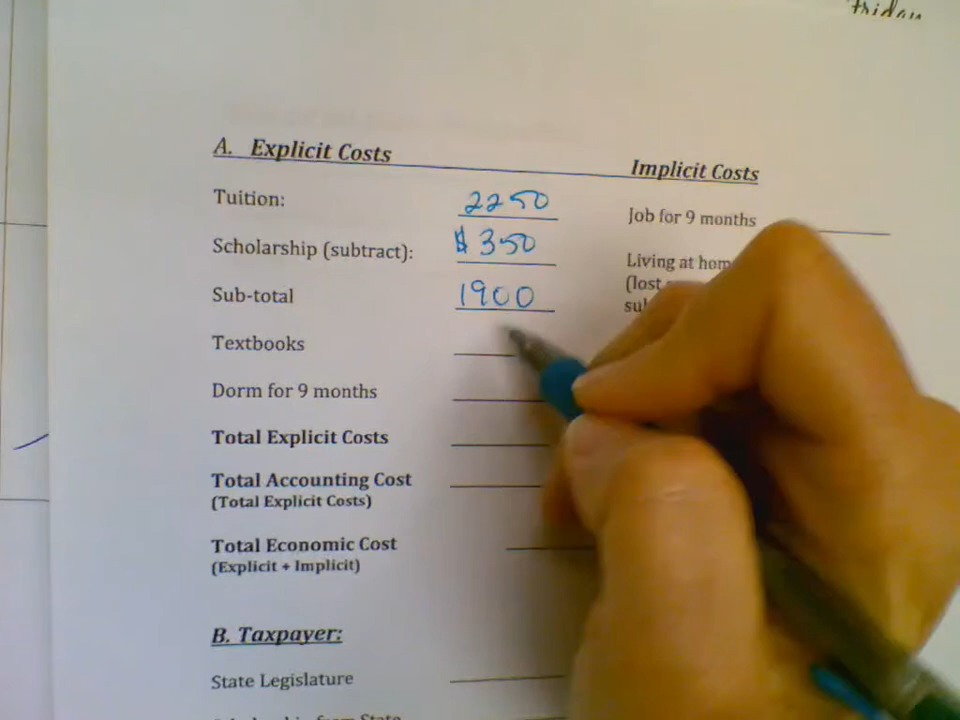 A. Explicit Costs
Implicit Costs
Tuition: 2250
Job for 9 months
Scholarship (subtract): $350
Living at
(lost
Sub-total 1900
Textbooks
Dorm for 9 months
Total Explicit Costs
Total Accounting Cost
(Total Explicit Costs)
Total Economic Cost
(Explicit + Implicit)
B. Taxpayer:
State Legislature